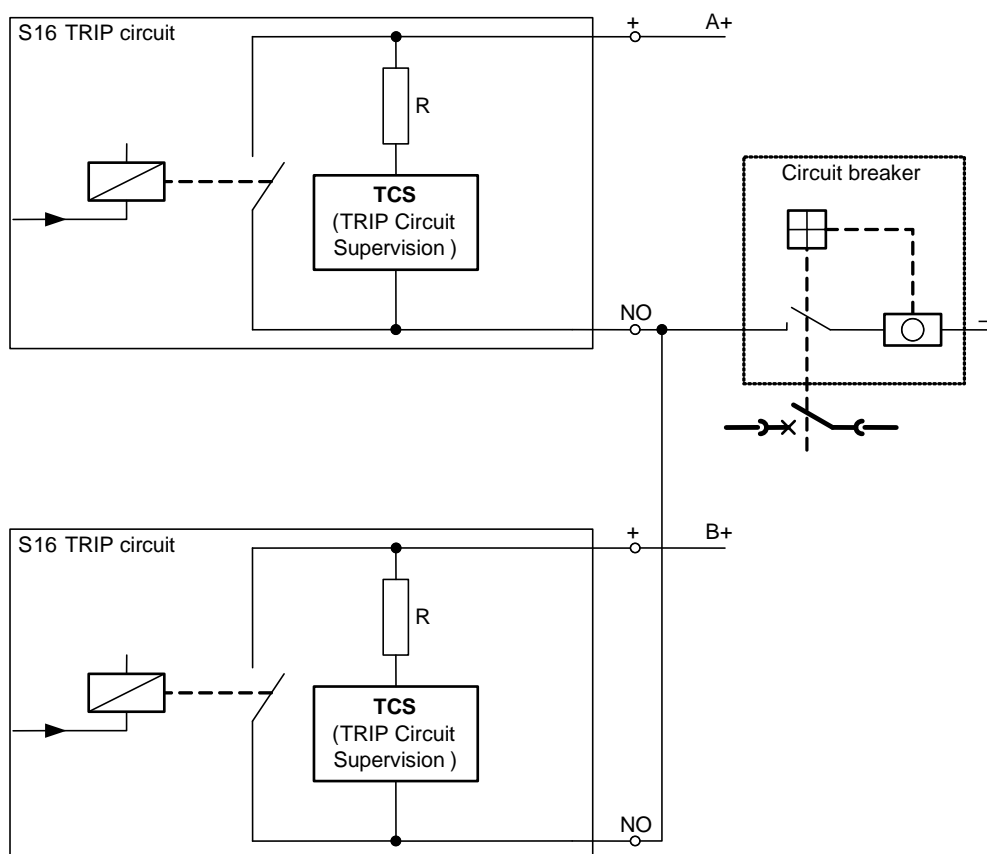 S16 TRIP circuit
+
A+
R
TCS
(TRIP Circuit
Supervision )
NO
Circuit breaker
–
S16 TRIP circuit
+
B+
R
TCS
(TRIP Circuit
Supervision )
NO